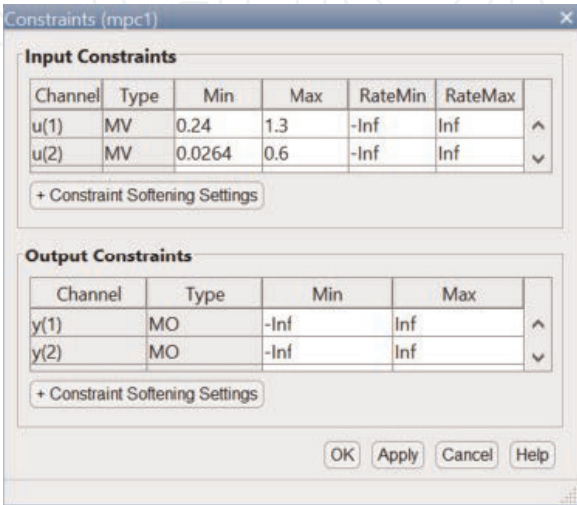 Constraints (mpc1)
Input Constraints
Channel Type Min Max RateMin RateMax
u(1) MV 0.24 1.3 -Inf Inf
u(2) MV 0.0264 0.6 -Inf Inf
+ Constraint Softening Settings
Output Constraints
Channel Type Min Max
y(1) MO -Inf Inf
y(2) MO -Inf Inf
+ Constraint Softening Settings
OK Apply Cancel Help